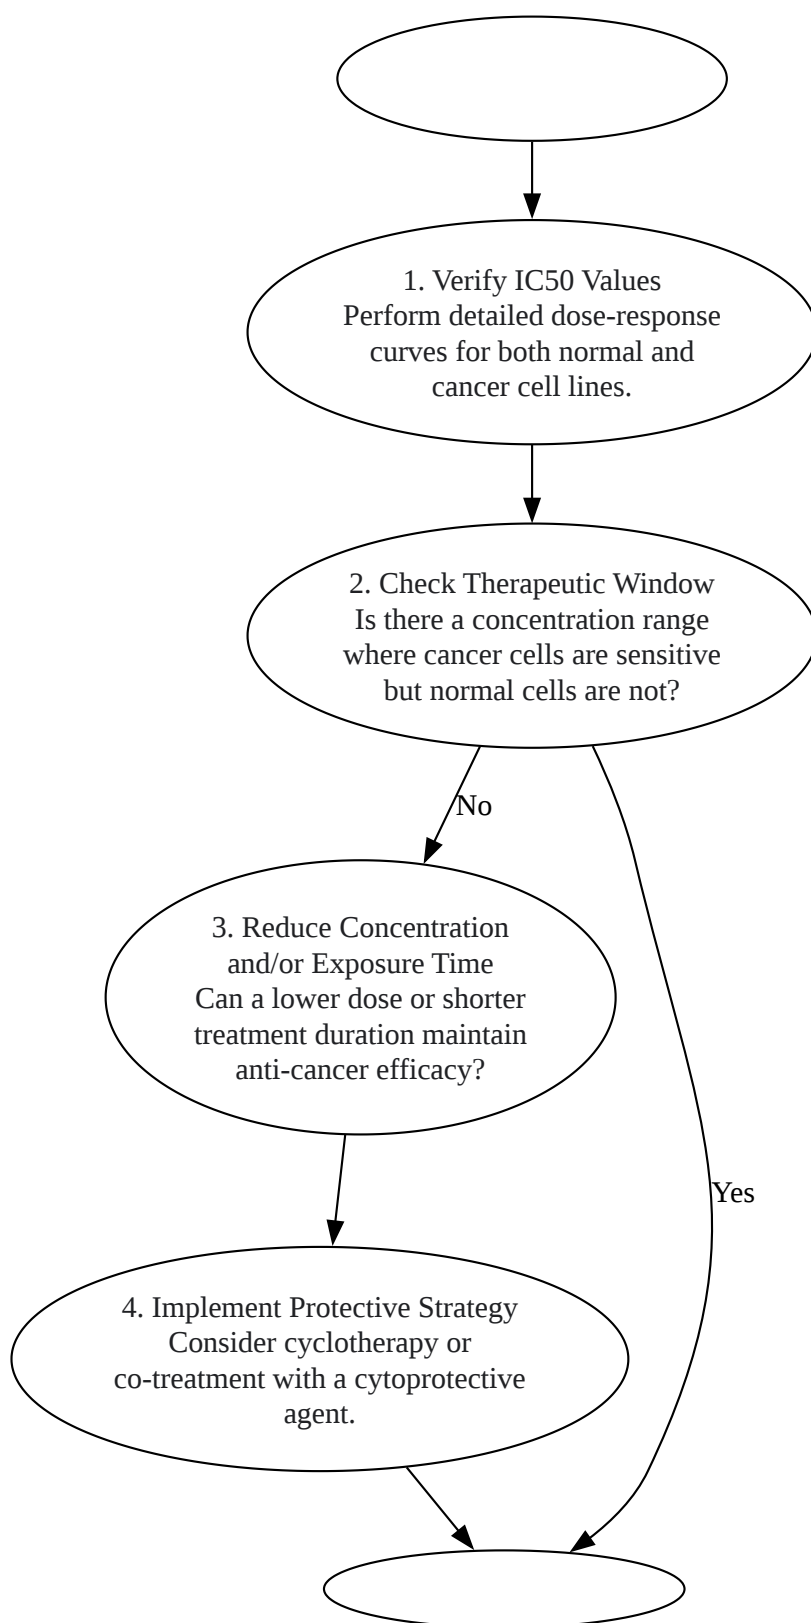 1. Verify IC50 Values
Perform detailed dose-response
curves for both normal and
cancer cell lines.
2. Check Therapeutic Window
Is there a concentration range
where cancer cells are sensitive
but normal cells are not?
No
3. Reduce Concentration
and/or Exposure Time
Can a lower dose or shorter
treatment duration maintain
anti-cancer efficacy?
Yes
4. Implement Protective Strategy
Consider cyclotherapy or
co-treatment with a cytoprotective
agent.